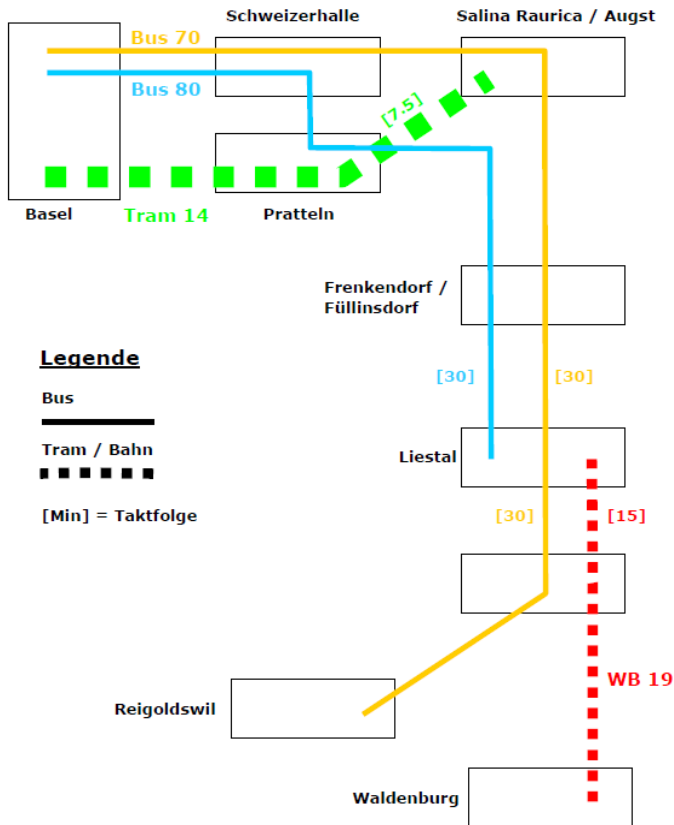 Schweizerhalle
Salina Raurica / Augst
Bus 70
Bus 80
[7.5]
Basel
Tram 14
Pratteln
Frenkendorf /
Füllinsdorf
Legende
[30]
[30]
Bus
Tram / Bahn
Liestal
[Min] = Taktfolge
[30]
[15]
WB 19
Reigoldswil
Waldenburg